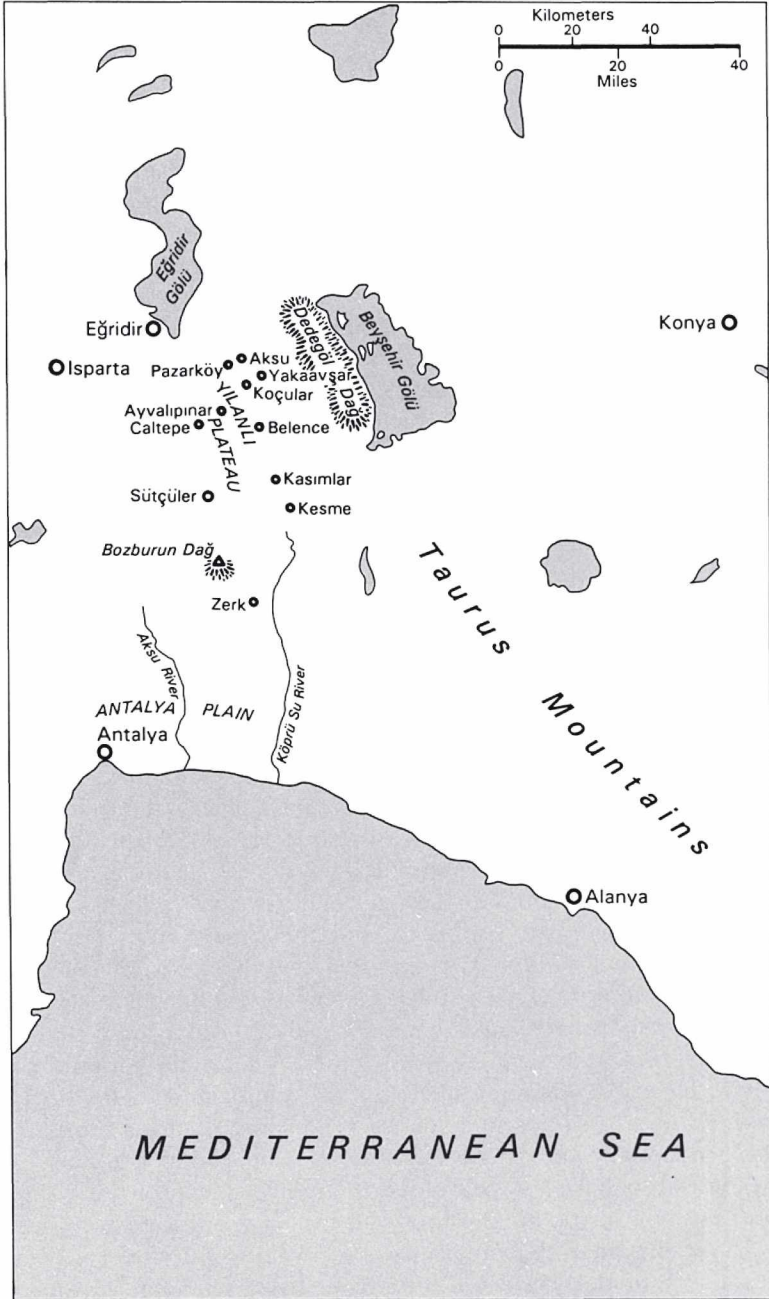 Kilometers
0 20 40
0 20 40
Miles
Eğridir
Gölü
Eğridir
Isparta
Konya
Dedegöl Dağ
Beyşehir Gölü
Aksu
Pazarköy
Yakaavşar
Koçular
YILANLI
PLATEAU
Ayvalıpınar
Caltepe
Belence
Kasımlar
Sütçüler
Kesme
Bozburun Dağ
Zerk
Taurus
Mountains
Aksu River
Köprü Su River
ANTALYA PLAIN
Antalya
Alanya
MEDITERRANEAN SEA